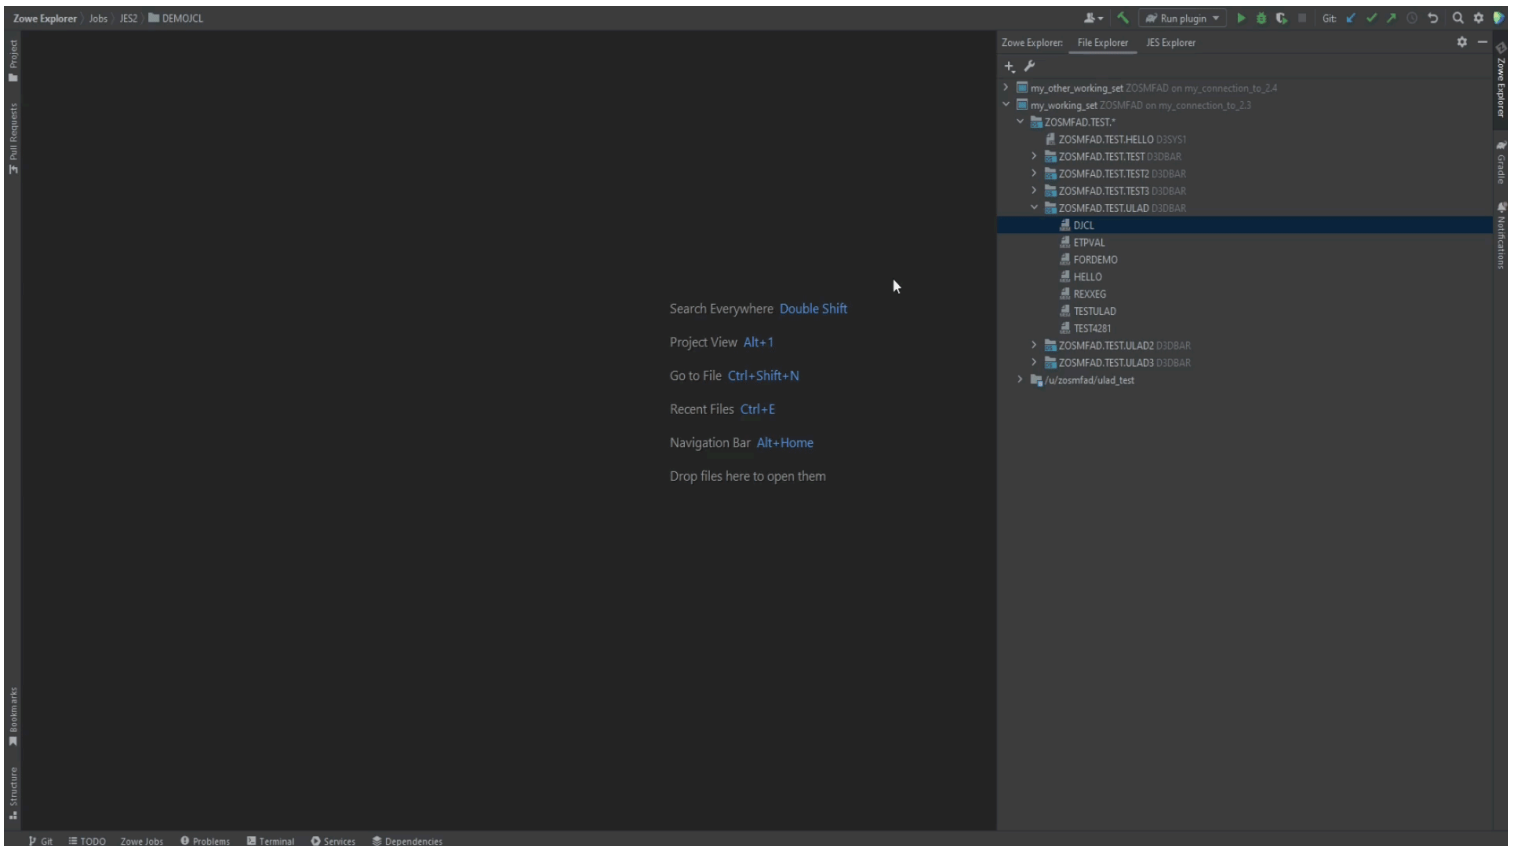 Zowe Explorer Jobs JES2 DEMOJCL
Run plugin
Git:
Project
Pull Requests
Bookmarks
Structure
Search Everywhere Double Shift
Project View Alt+1
Go to File Ctrl+Shift+N
Recent Files Ctrl+E
Navigation Bar Alt+Home
Drop files here to open them
Zowe Explorer: File Explorer JES Explorer
my_other_working_set ZOSMFAD on my_connection_to_2.4
my_working_set ZOSMFAD on my_connection_to_2.3
ZOSMFAD.TEST.*
ZOSMFAD.TEST.HELLO D3SYS1
ZOSMFAD.TEST.TEST D3DBAR
ZOSMFAD.TEST.TEST2 D3DBAR
ZOSMFAD.TEST.TEST3 D3DBAR
ZOSMFAD.TEST.ULAD D3DBAR
DJCL
ETPVAL
FORDEMO
HELLO
REXXEG
TESTULAD
TEST4281
ZOSMFAD.TEST.ULAD2 D3DBAR
ZOSMFAD.TEST.ULAD3 D3DBAR
/u/zosmfad/ulad_test
Zowe Explorer
Gradle
Notifications
Git TODO Zowe Jobs Problems Terminal Services Dependencies